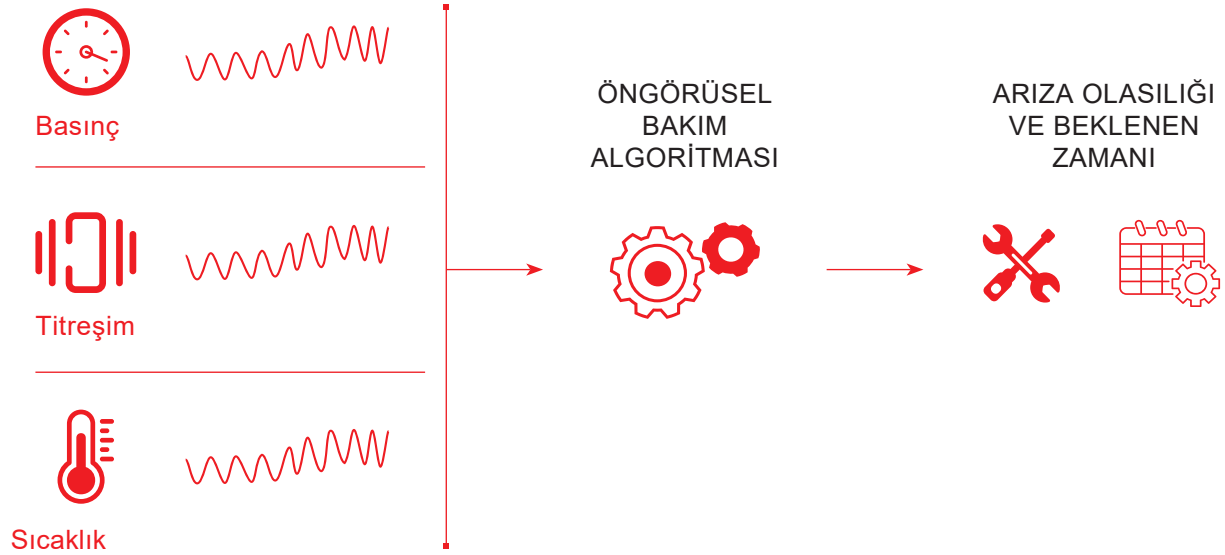 Basınç
Titreşim
Sıcaklık
ÖNGÖRÜSEL
BAKIM
ALGORİTMASI
ARIZA OLASILIĞI
VE BEKLENEN
ZAMANI